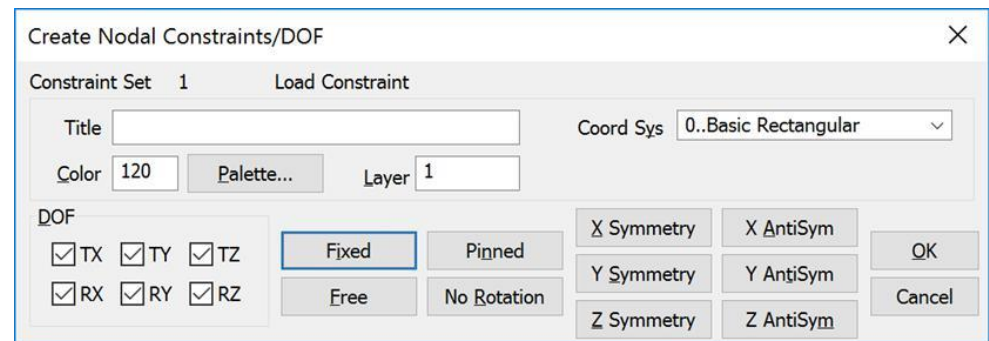 Create Nodal Constraints/DOF
Constraint Set 1 Load Constraint
Title Coord Sys 0..Basic Rectangular
Color 120 Palette... Layer 1
DOF
X Symmetry X AntiSym
TX TY TZ Fixed Pinned OK
Y Symmetry Y AntiSym
RX RY RZ Free No Rotation Cancel
Z Symmetry Z AntiSym